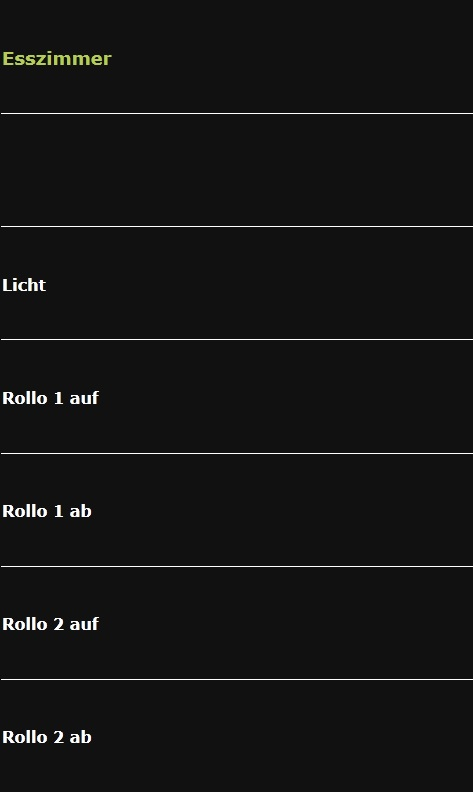 Esszimmer
Licht
Rollo 1 auf
Rollo 1 ab
Rollo 2 auf
Rollo 2 ab